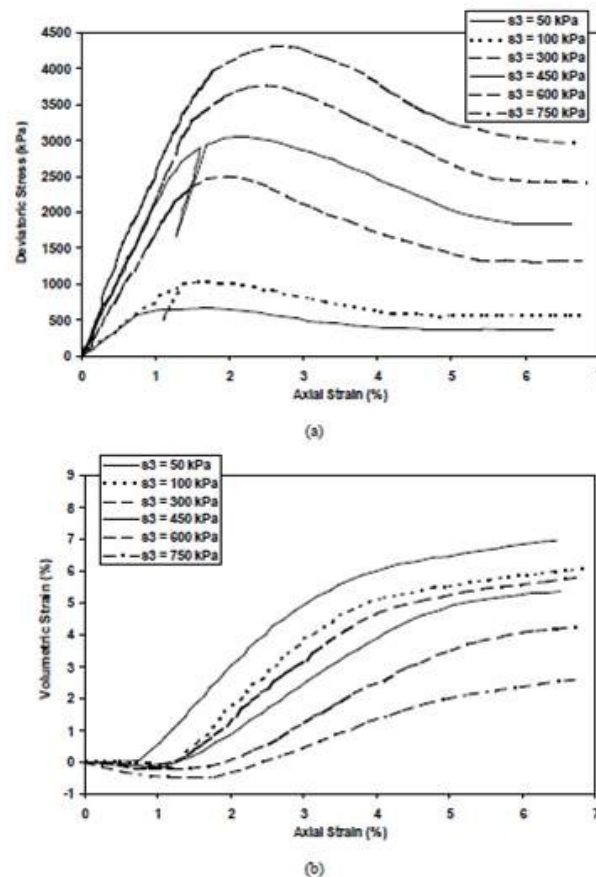 s3 = 50 kPa
s3 = 100 kPa
s3 = 300 kPa
s3 = 450 kPa
s3 = 600 kPa
s3 = 750 kPa
4500
4000
3500
3000
2500
2000
1500
1000
500
0
Deviatoric Stress (kPa)
0 1 2 3 4 5 6 7
Axial Strain (%)
(a)
s3 = 50 kPa
s3 = 100 kPa
s3 = 300 kPa
s3 = 450 kPa
s3 = 600 kPa
s3 = 750 kPa
9
8
7
6
5
4
3
2
1
0
-1
Volumetric Strain (%)
0 1 2 3 4 5 6 7
Axial Strain (%)
(b)